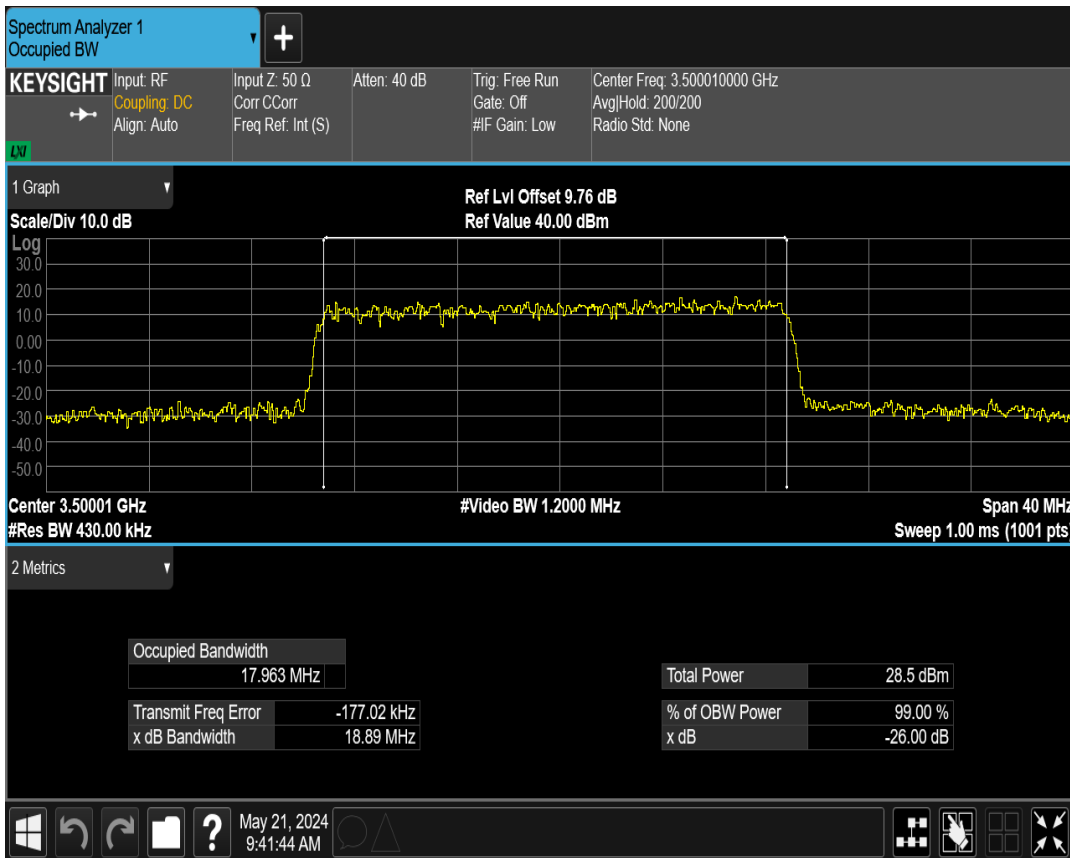 Spectrum Analyzer 1
Occupied BW
KEYSIGHT
LXI
Input: RF
Coupling: DC
Align: Auto
Input Z: 50 Ω
Corr CCorr
Freq Ref: Int (S)
Atten: 40 dB
Trig: Free Run
Gate: Off
#IF Gain: Low
Center Freq: 3.500010000 GHz
Avg|Hold: 200/200
Radio Std: None
1 Graph
Ref Lvl Offset 9.76 dB
Scale/Div 10.0 dB
Ref Value 40.00 dBm
Log
30.0
20.0
10.0
0.00
-10.0
-20.0
-30.0
-40.0
-50.0
Center 3.50001 GHz
#Video BW 1.2000 MHz
Span 40 MHz
#Res BW 430.00 kHz
Sweep 1.00 ms (1001 pts)
2 Metrics
Occupied Bandwidth
17.963 MHz
Total Power 28.5 dBm
Transmit Freq Error -177.02 kHz
% of OBW Power 99.00 %
x dB Bandwidth 18.89 MHz
x dB -26.00 dB
?
May 21, 2024
9:41:44 AM